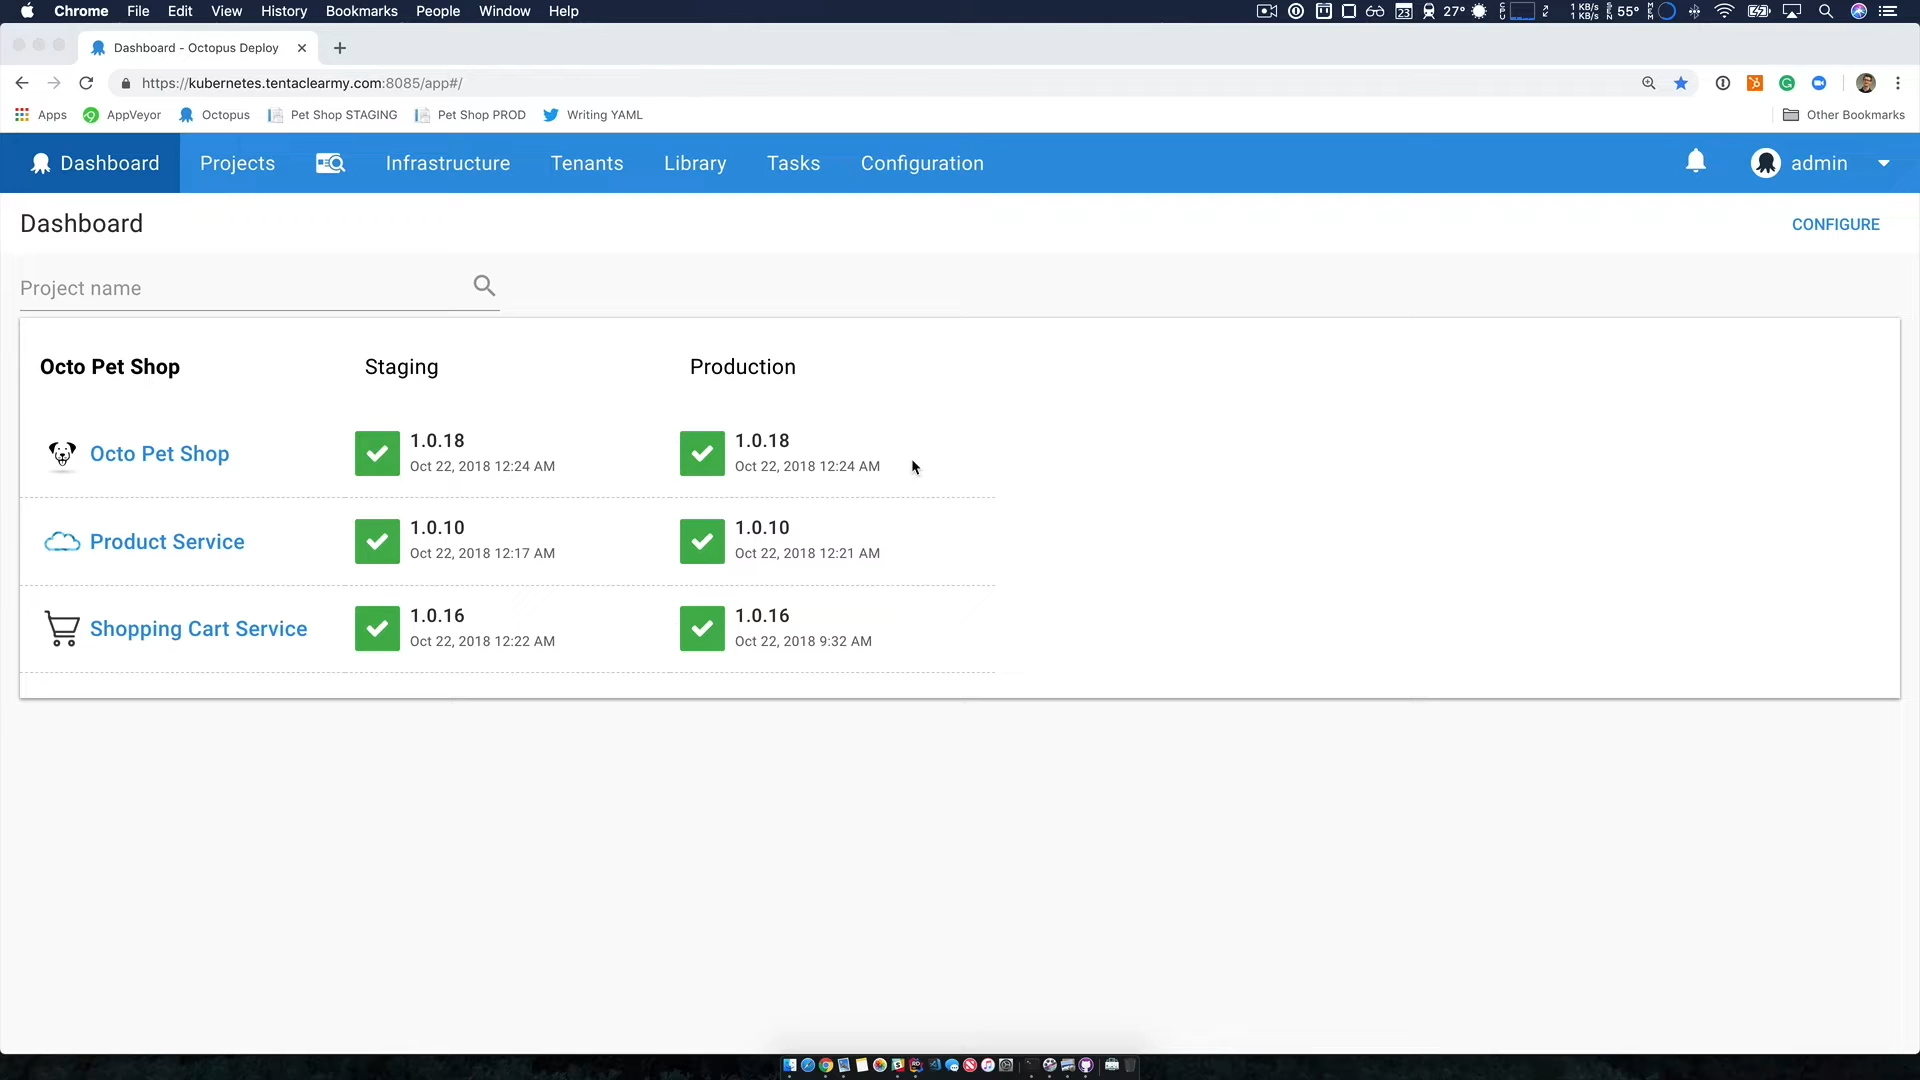 Chrome File Edit View History Bookmarks People Window Help
23 27° 1 KB/s 1 KB/s 55°
Dashboard - Octopus Deploy
https://kubernetes.tentaclearmy.com:8085/app#/
Apps AppVeyor Octopus Pet Shop STAGING Pet Shop PROD Writing YAML Other Bookmarks
Dashboard Projects Infrastructure Tenants Library Tasks Configuration admin
Dashboard CONFIGURE
Project name
Octo Pet Shop Staging Production
Octo Pet Shop 1.0.18 1.0.18
Oct 22, 2018 12:24 AM Oct 22, 2018 12:24 AM
Product Service 1.0.10 1.0.10
Oct 22, 2018 12:17 AM Oct 22, 2018 12:21 AM
Shopping Cart Service 1.0.16 1.0.16
Oct 22, 2018 12:22 AM Oct 22, 2018 9:32 AM